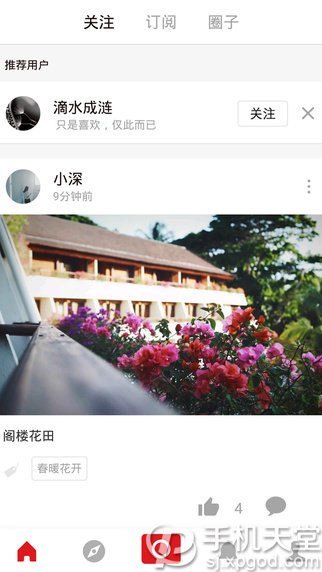 关注 订阅 圈子
推荐用户
滴水成涟
只是喜欢，仅此而已
关注
小深
9分钟前
阁楼花田
春暖花开
4
手机天堂
sj.xpgod.com